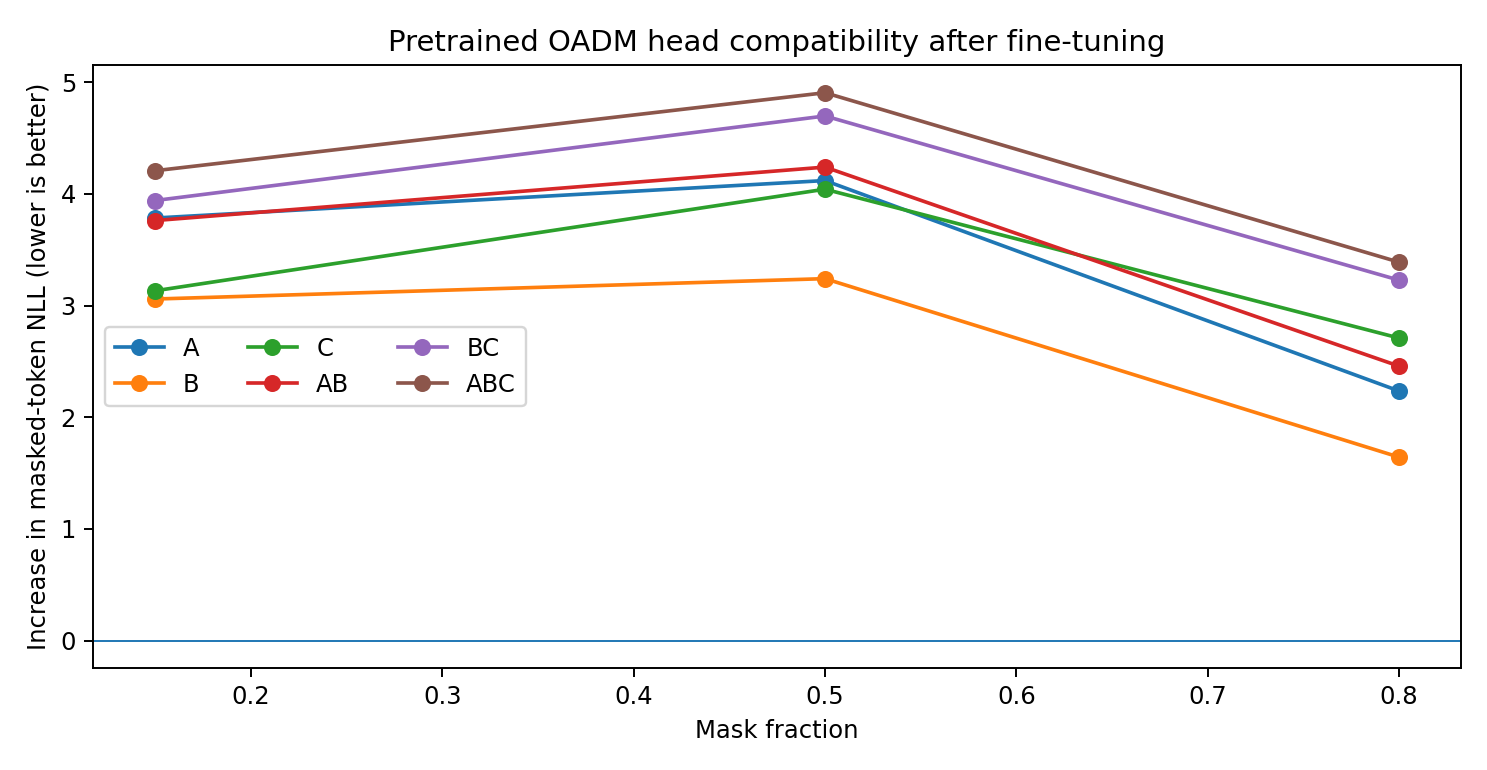 Pretrained OADM head compatibility after fine-tuning
Increase in masked-token NLL (lower is better)
5
4
3
2
1
0
A C BC
B AB ABC
0.2 0.3 0.4 0.5 0.6 0.7 0.8
Mask fraction